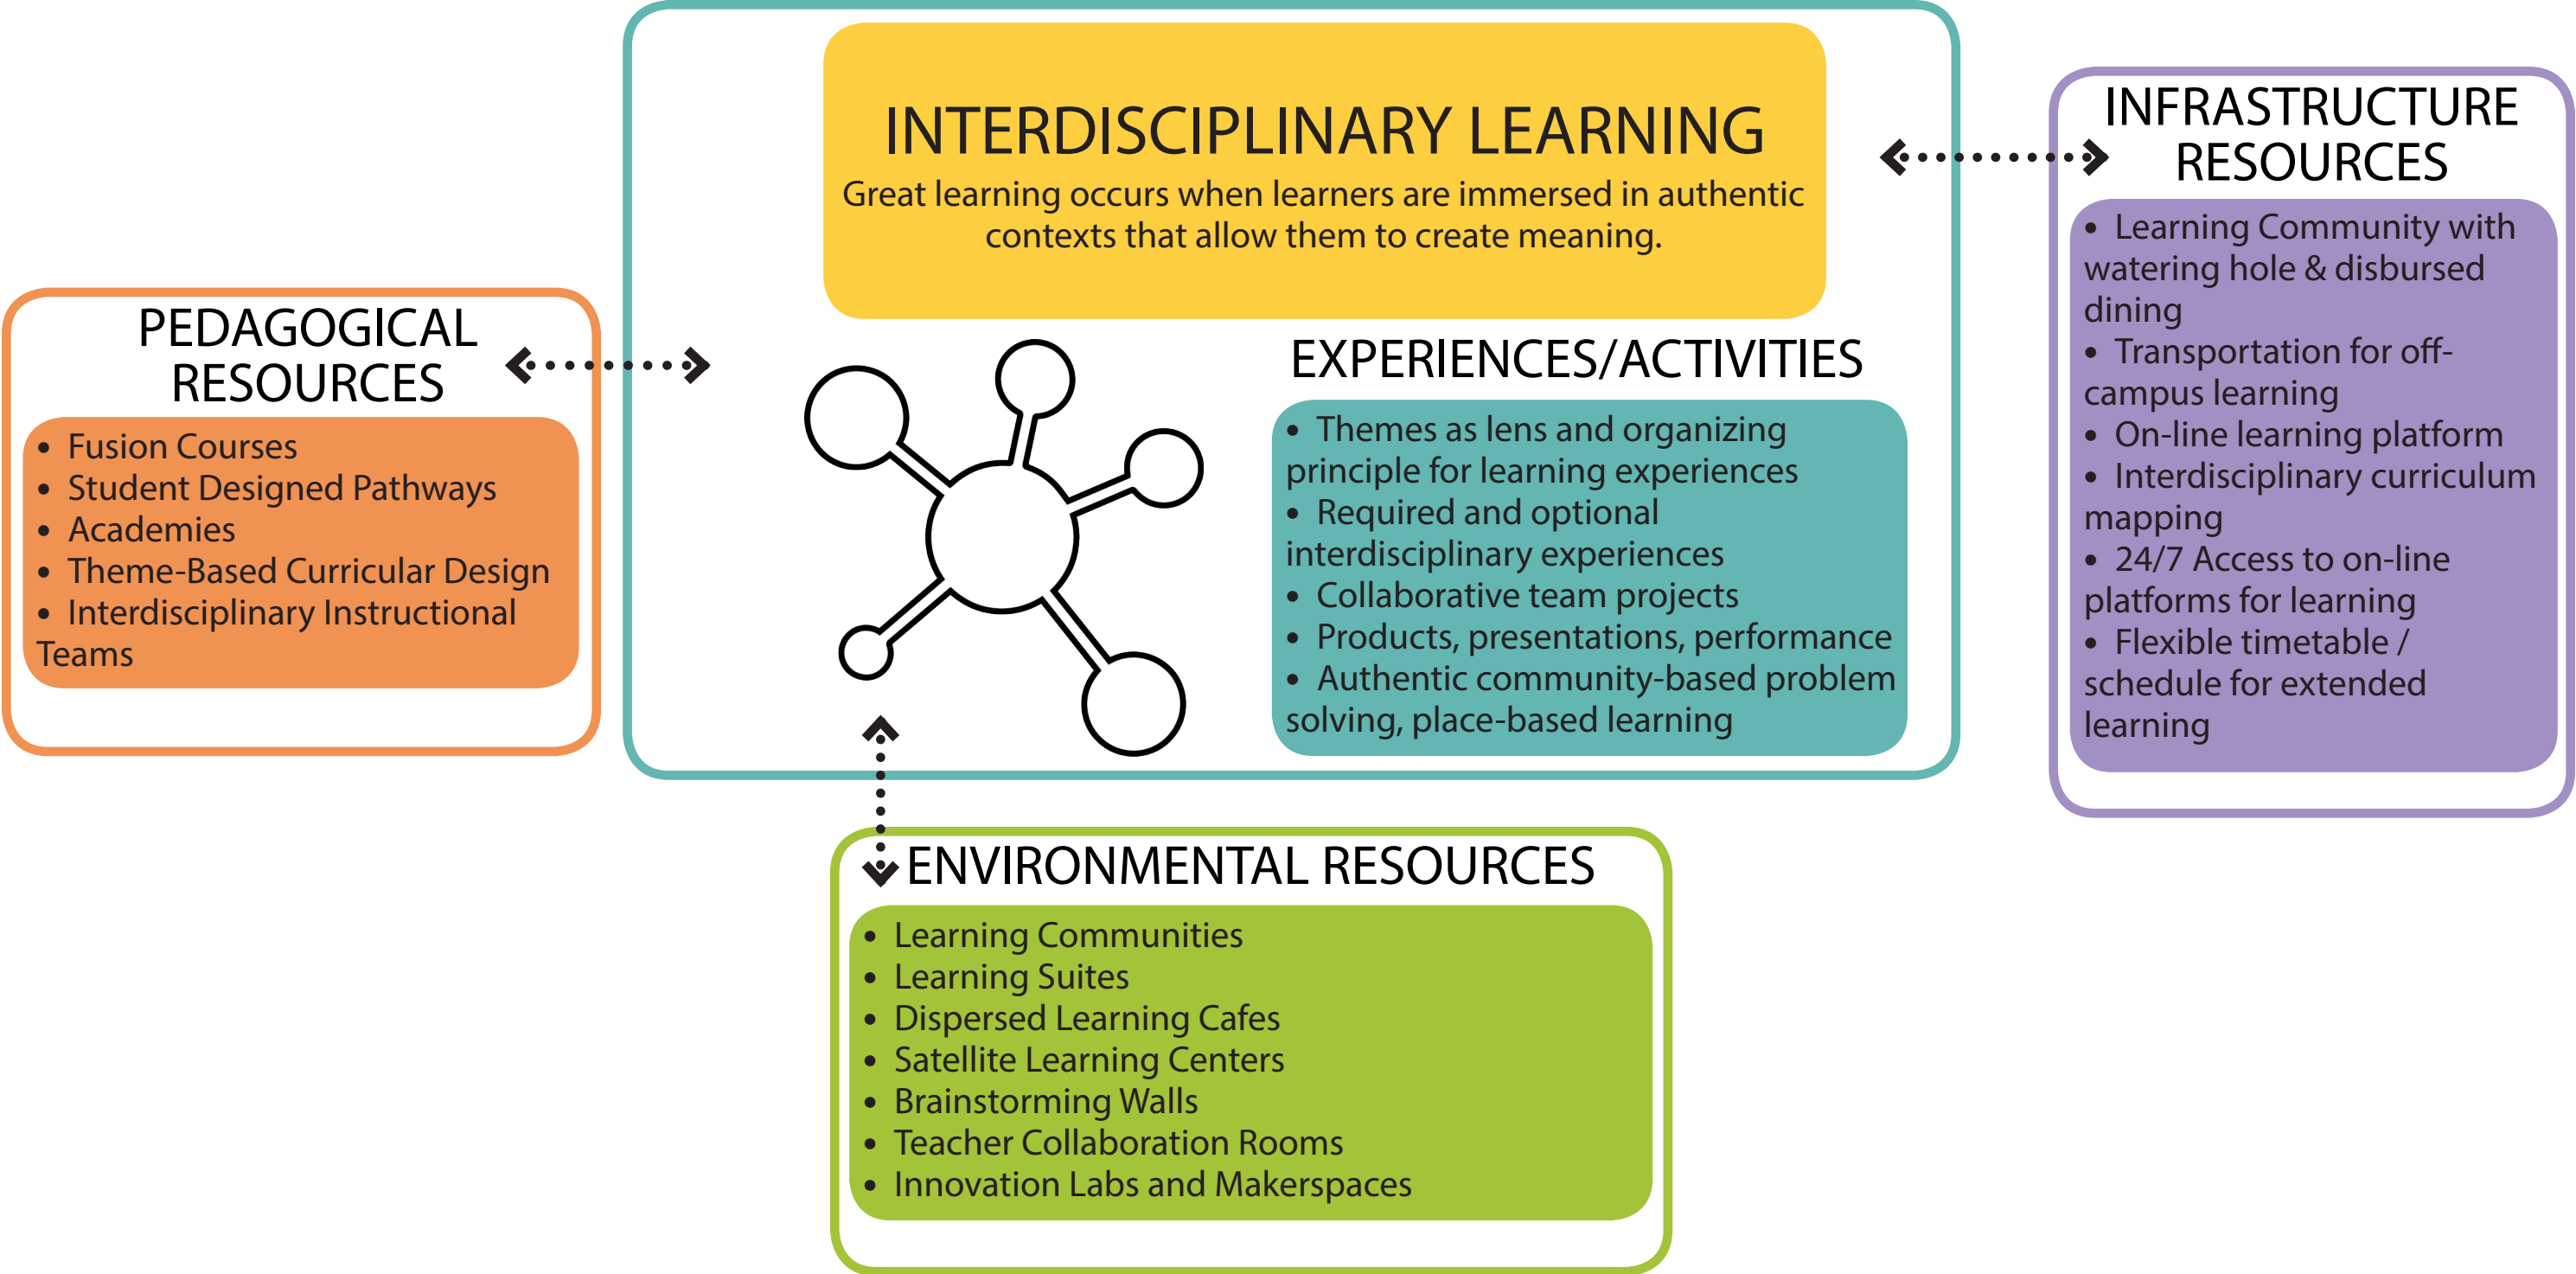 INTERDISCIPLINARY LEARNING
Great learning occurs when learners are immersed in authentic
contexts that allow them to create meaning.
PEDAGOGICAL
RESOURCES
• Fusion Courses
• Student Designed Pathways
• Academies
• Theme-Based Curricular Design
• Interdisciplinary Instructional
Teams
EXPERIENCES/ACTIVITIES
• Themes as lens and organizing
principle for learning experiences
• Required and optional
interdisciplinary experiences
• Collaborative team projects
• Products, presentations, performance
• Authentic community-based problem
solving, place-based learning
INFRASTRUCTURE
RESOURCES
• Learning Community with
watering hole & disbursed
dining
• Transportation for off-
campus learning
• On-line learning platform
• Interdisciplinary curriculum
mapping
• 24/7 Access to on-line
platforms for learning
• Flexible timetable /
schedule for extended
learning
ENVIRONMENTAL RESOURCES
• Learning Communities
• Learning Suites
• Dispersed Learning Cafes
• Satellite Learning Centers
• Brainstorming Walls
• Teacher Collaboration Rooms
• Innovation Labs and Makerspaces